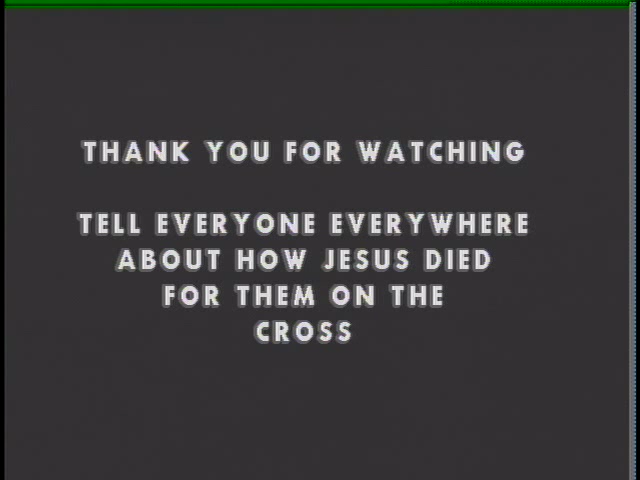 THANK YOU FOR WATCHING
TELL EVERYONE EVERYWHERE
ABOUT HOW JESUS DIED
FOR THEM ON THE
CROSS